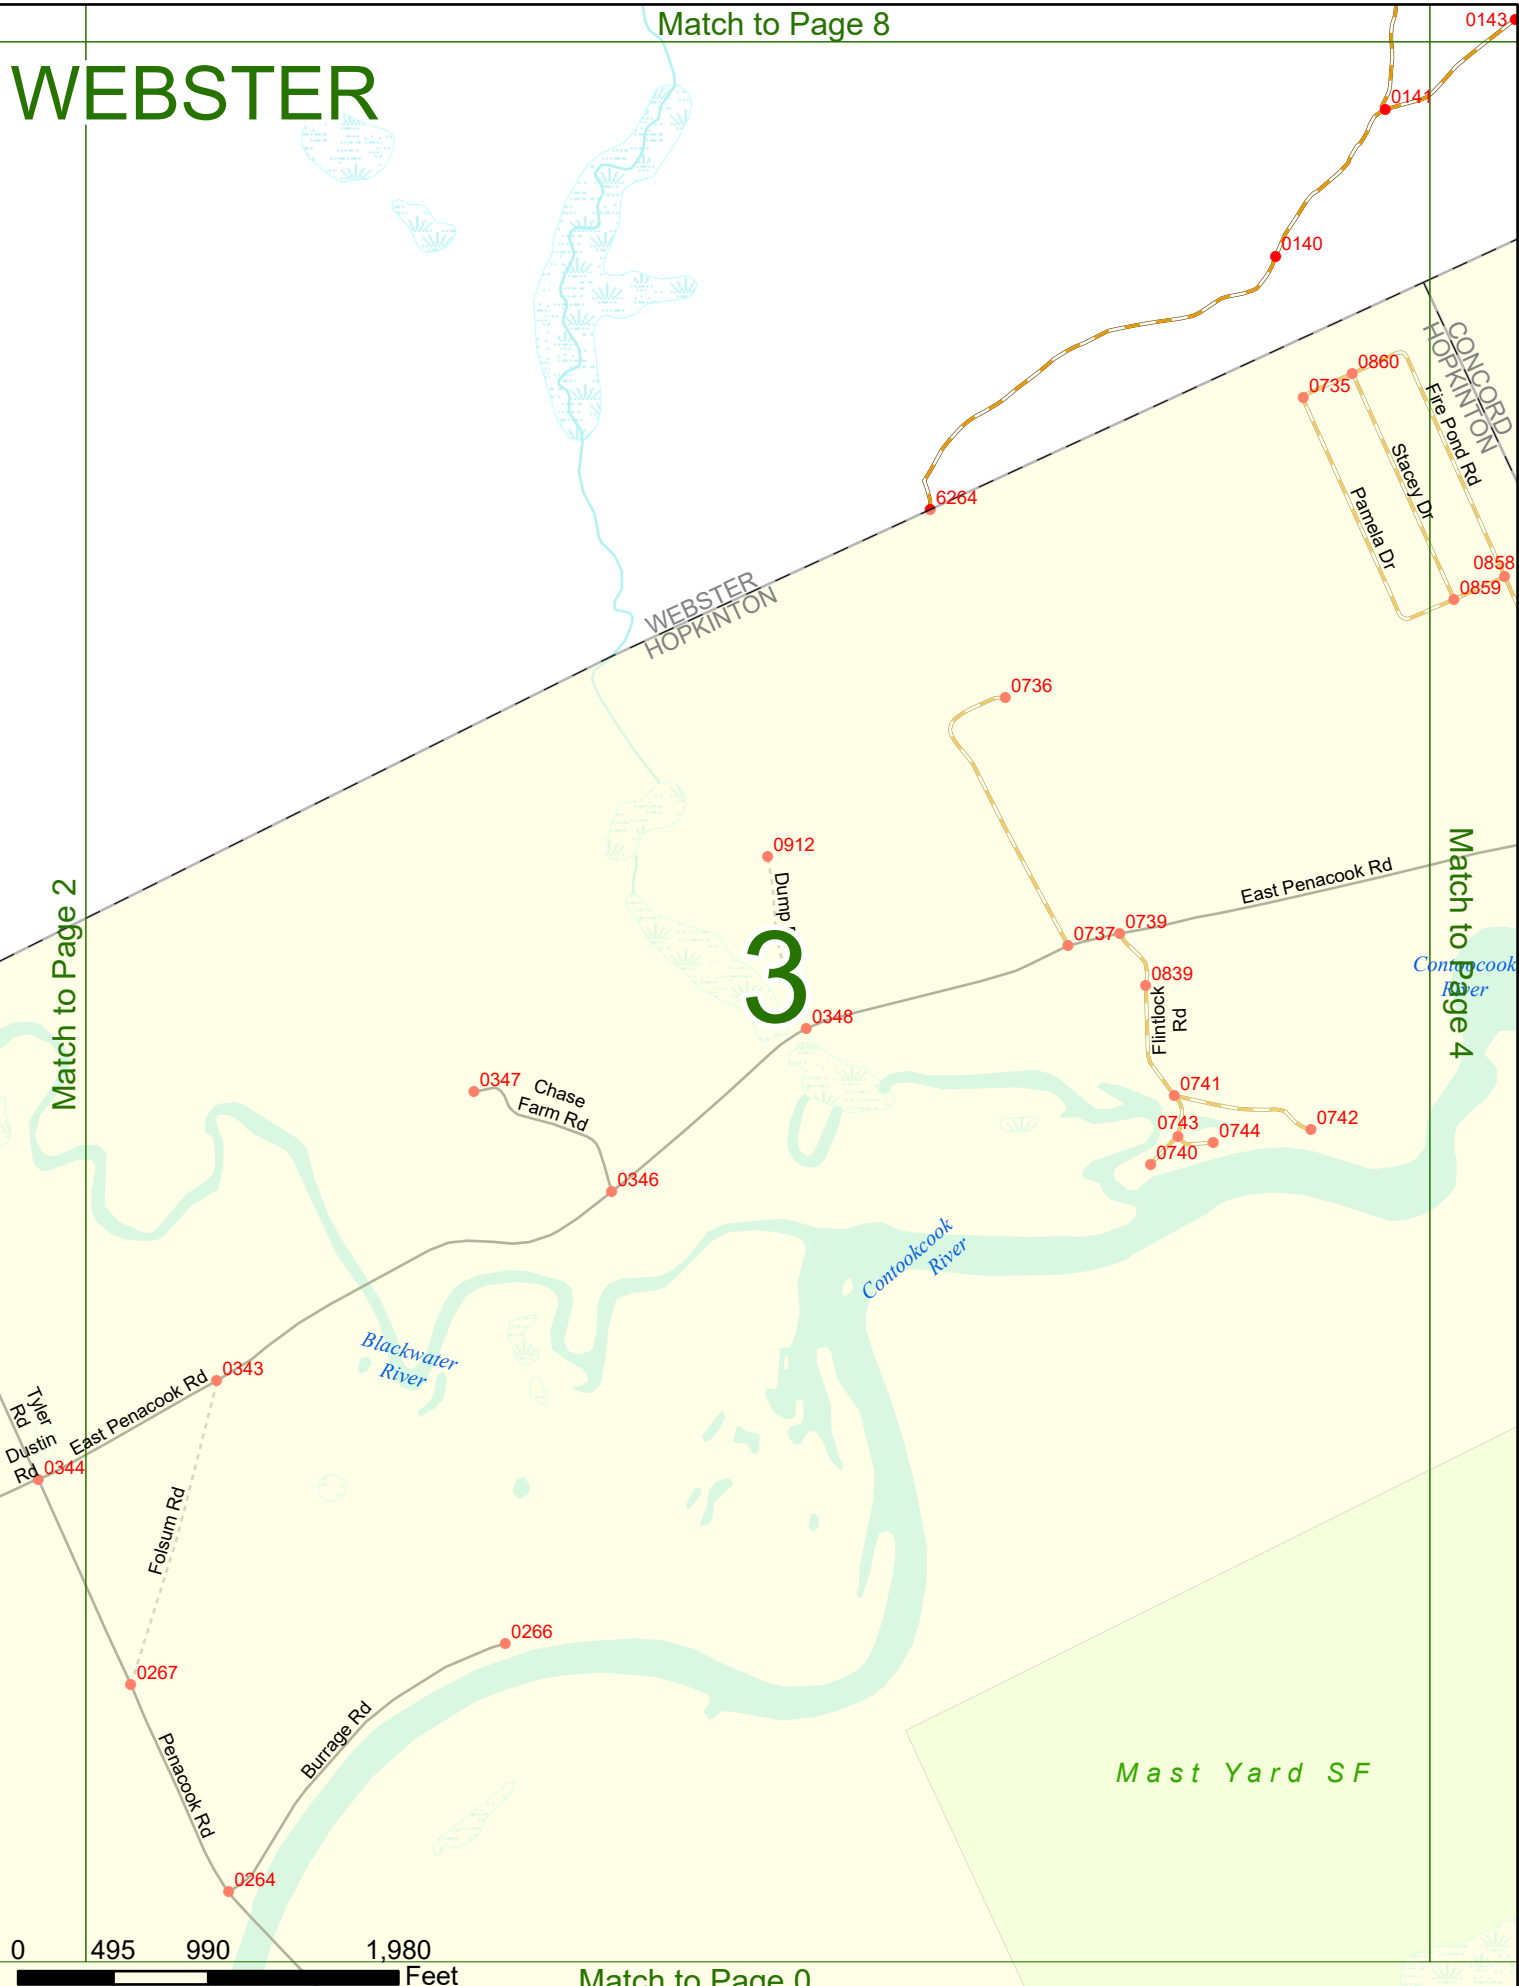 Match to Page 8
0143
WEBSTER
0141
0140
CONCORD
HOPKINTON
0860
0735
Fire Pond Rd
Stacey Dr
Pamela Dr
6264
0858
0859
WEBSTER
HOPKINTON
0736
0912
Dump
East Penacook Rd
Match to Page 2
Match to Page 4
3
0737
0739
0839
Contoocook
River
Flintlock
Rd
0348
0347
Chase
Farm Rd
0741
0742
0743
0744
0740
0346
Contookcook
River
Blackwater
River
0343
East Penacook Rd
Tyler
Rd
Dustin
Rd
0344
Folsum Rd
0266
0267
Burrage Rd
Penacook Rd
Mast Yard SF
0264
0 495 990 1,980
Feet
Match to Page 0